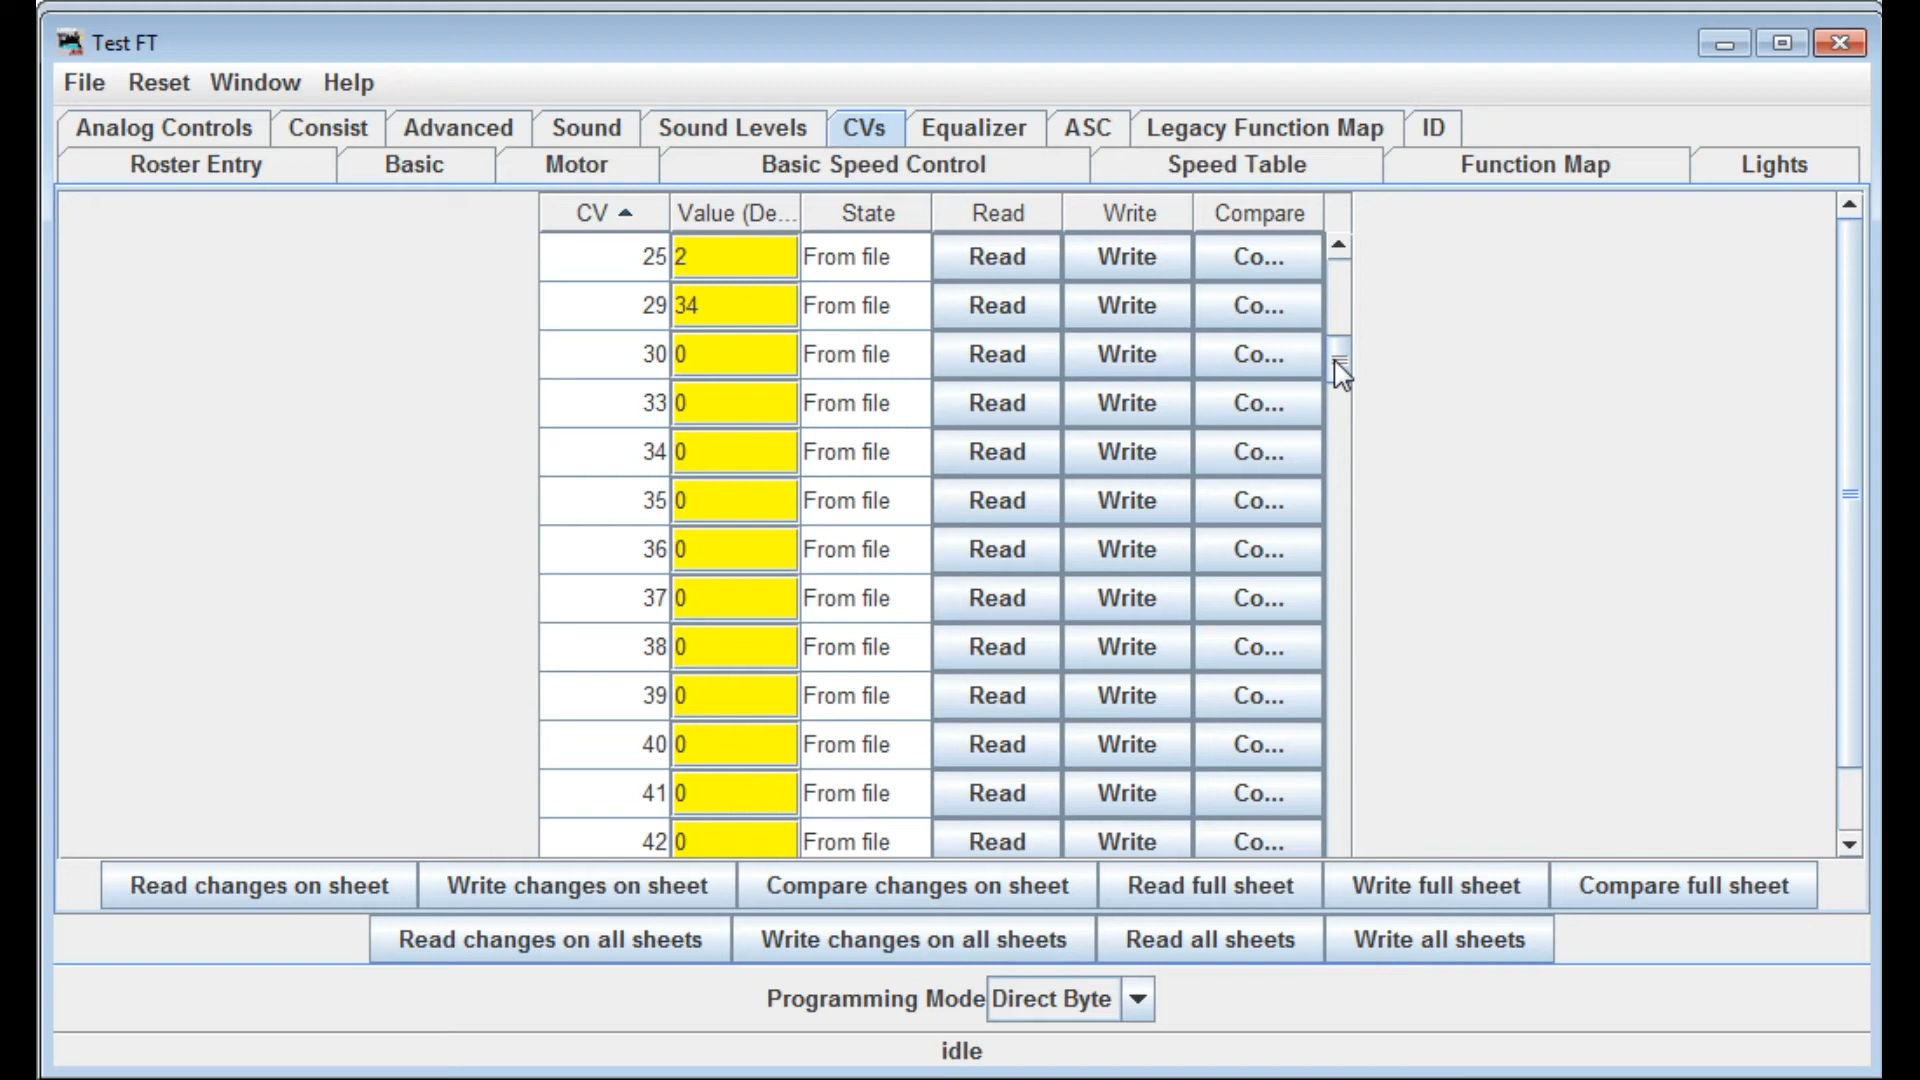 Test FT
File Reset Window Help
Analog Controls Consist Advanced Sound Sound Levels CVs Equalizer ASC Legacy Function Map ID
Roster Entry Basic Motor Basic Speed Control Speed Table Function Map Lights
CV Value (De... State Read Write Compare
25 2 From file Read Write Co...
29 34 From file Read Write Co...
30 0 From file Read Write Co...
33 0 From file Read Write Co...
34 0 From file Read Write Co...
35 0 From file Read Write Co...
36 0 From file Read Write Co...
37 0 From file Read Write Co...
38 0 From file Read Write Co...
39 0 From file Read Write Co...
40 0 From file Read Write Co...
41 0 From file Read Write Co...
42 0 From file Read Write Co...
Read changes on sheet Write changes on sheet Compare changes on sheet Read full sheet Write full sheet Compare full sheet
Read changes on all sheets Write changes on all sheets Read all sheets Write all sheets
Programming Mode Direct Byte
idle